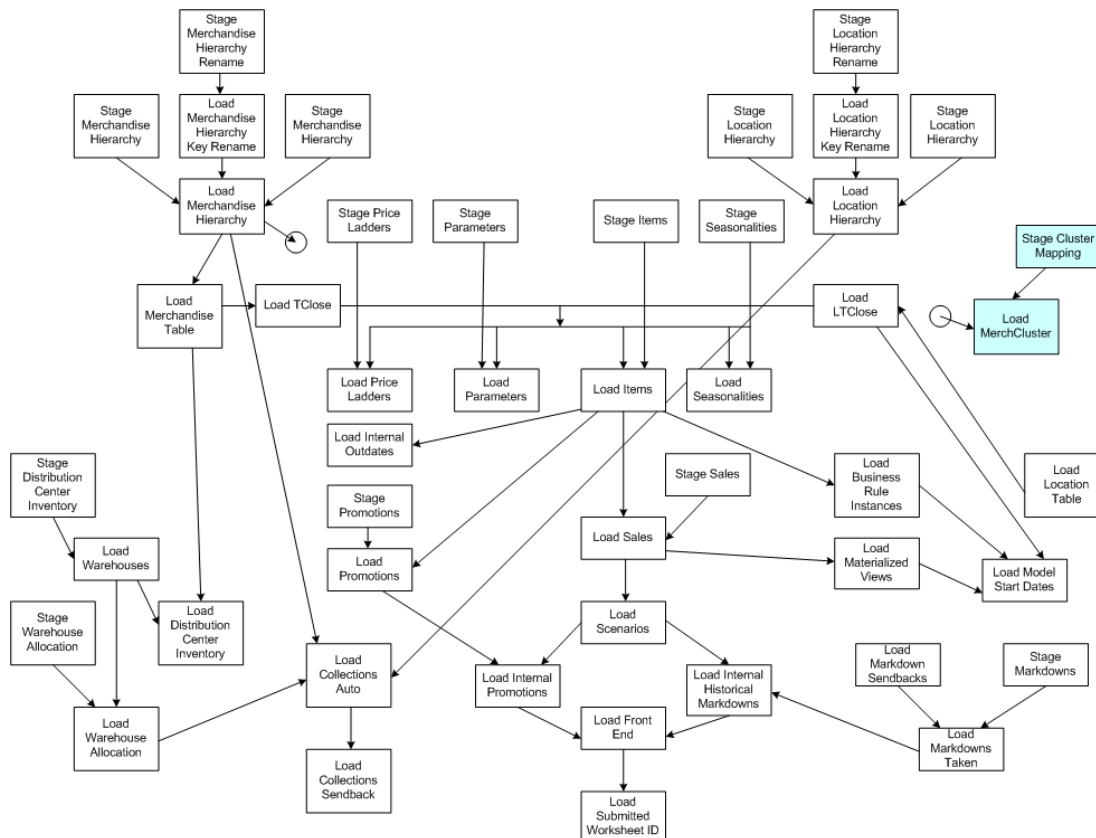 Stage
Merchandise
Hierarchy
Rename
Stage
Location
Hierarchy
Rename
Stage
Merchandise
Hierarchy
Load
Merchandise
Hierarchy
Key Rename
Stage
Merchandise
Hierarchy
Stage
Location
Hierarchy
Load
Location
Hierarchy
Key Rename
Stage
Location
Hierarchy
Load
Merchandise
Hierarchy
Load
Location
Hierarchy
Stage Price
Ladders
Stage
Parameters
Stage Items
Stage
Seasonalities
Stage Cluster
Mapping
Load
Merchandise
Table
Load TClose
Load
LTClose
Load
MerchCluster
Load Price
Ladders
Load
Parameters
Load Items
Load
Seasonalities
Load Internal
Outdates
Stage
Distribution
Center
Inventory
Stage
Promotions
Stage Sales
Load
Business
Rule
Instances
Load
Location
Table
Load
Warehouses
Load
Promotions
Load Sales
Load
Materialized
Views
Load Model
Start Dates
Stage
Warehouse
Allocation
Load
Distribution
Center
Inventory
Load
Scenarios
Load
Collections
Auto
Load Internal
Promotions
Load Internal
Historical
Markdowns
Load
Markdown
Sendbacks
Stage
Markdowns
Load
Warehouse
Allocation
Load Front
End
Load
Markdowns
Taken
Load
Collections
Sendback
Load
Submitted
Worksheet ID